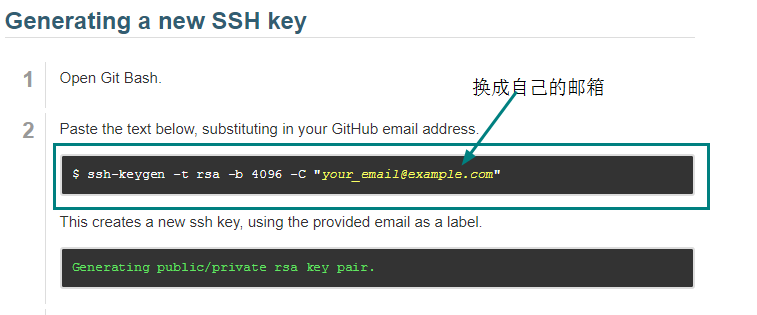 Generating a new SSH key
1 Open Git Bash.
换成自己的邮箱
2 Paste the text below, substituting in your GitHub email address.
$ ssh-keygen -t rsa -b 4096 -C "your_email@example.com"
This creates a new ssh key, using the provided email as a label.
Generating public/private rsa key pair.